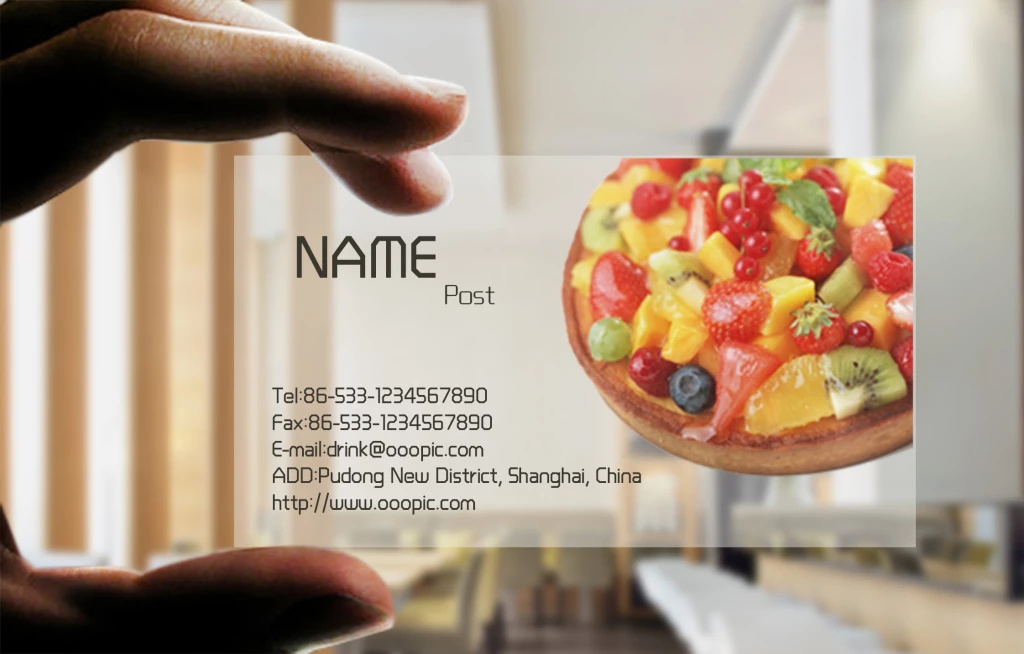 NAME
Post
Tel:86-533-1234567890
Fax:86-533-1234567890
E-mail:drink@ooopic.com
ADD:Pudong New District, Shanghai, China
http://www.ooopic.com